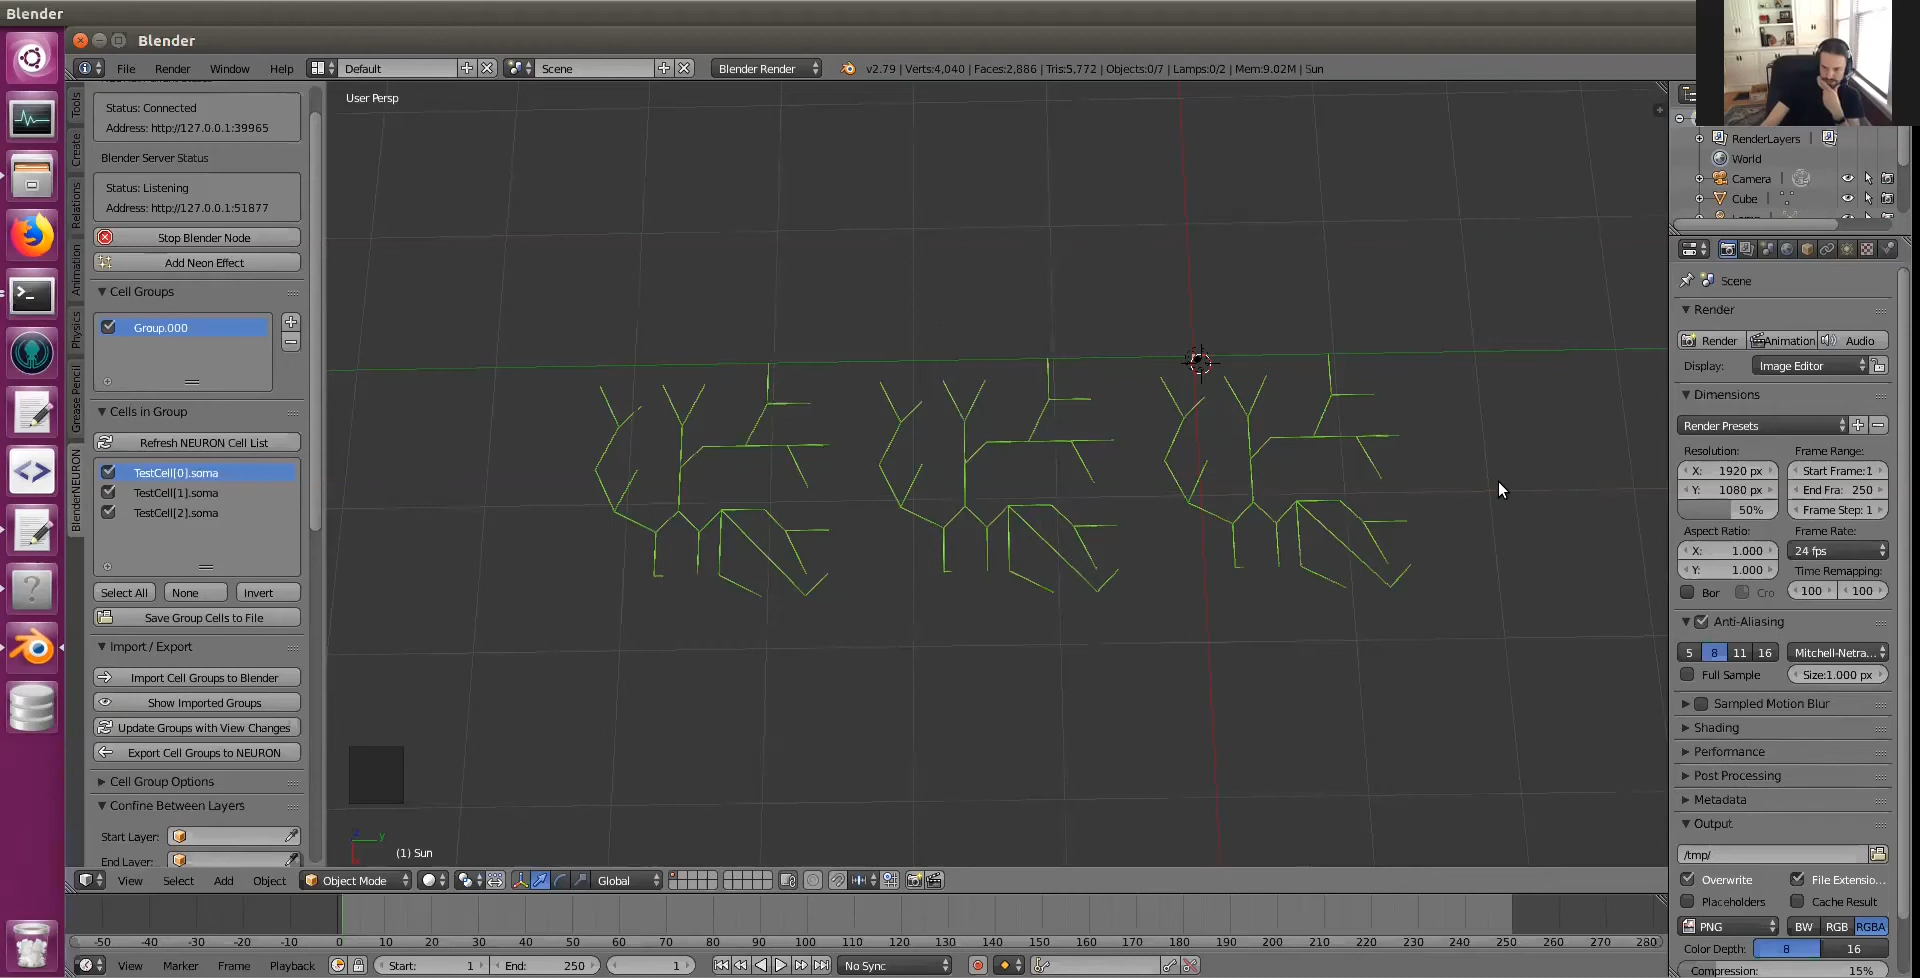 Blender
Blender
File Render Window Help Default Scene Blender Render v2.79 | Verts:4,040 | Faces:2,886 | Tris:5,772 | Objects:0/7 | Lamps:0/2 | Mem:9.02M | Sun
Tools
Create
Relations
Animation
Physics
Grease Pencil
BlenderNEURON
Status: Connected
Address: http://127.0.0.1:39965
Blender Server Status
Status: Listening
Address: http://127.0.0.1:51877
Stop Blender Node
Add Neon Effect
Cell Groups
Group.000
Cells in Group
Refresh NEURON Cell List
TestCell[0].soma
TestCell[1].soma
TestCell[2].soma
Select All None Invert
Save Group Cells to File
Import / Export
Import Cell Groups to Blender
Show Imported Groups
Update Groups with View Changes
Export Cell Groups to NEURON
Cell Group Options
Confine Between Layers
Start Layer:
End Layer:
User Persp
z y
(1) Sun
View Select Add Object Object Mode Global
-50 -40 -30 -20 -10 0 10 20 30 40 50 60 70 80 90 100 110 120 130 140 150 160 170 180 190 200 210 220 230 240 250 260 270 280
View Marker Frame Playback Start: 1 End: 250 1 No Sync
RenderLayers
World
Camera
Cube
Scene
Render
Render Animation Audio
Display: Image Editor
Dimensions
Render Presets
Resolution: Frame Range:
X: 1920 px Start Frame:1
Y: 1080 px End Fra: 250
50% Frame Step: 1
Aspect Ratio: Frame Rate:
X: 1.000 24 fps
Y: 1.000 Time Remapping:
Bor Cro 100 100
Anti-Aliasing
5 8 11 16 Mitchell-Netra...
Full Sample Size:1.000 px
Sampled Motion Blur
Shading
Performance
Post Processing
Metadata
Output
/tmp/
Overwrite File Extensio...
Placeholders Cache Result
PNG BW RGB RGBA
Color Depth: 8 16
Compression: 15%